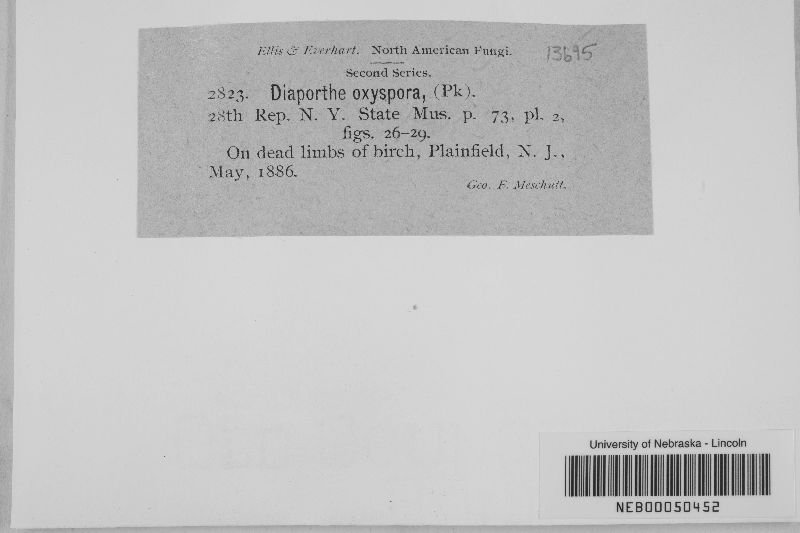 Ellis & Everhart. North American Fungi. 13695
Second Series.
2823. Diaporthe oxyspora, (Pk).
28th Rep. N. Y. State Mus. p. 73, pl. 2,
figs. 26-29.
On dead limbs of birch, Plainfield, N. J.,
May, 1886.
Geo. F. Meschutt.
University of Nebraska - Lincoln
NEB00050452